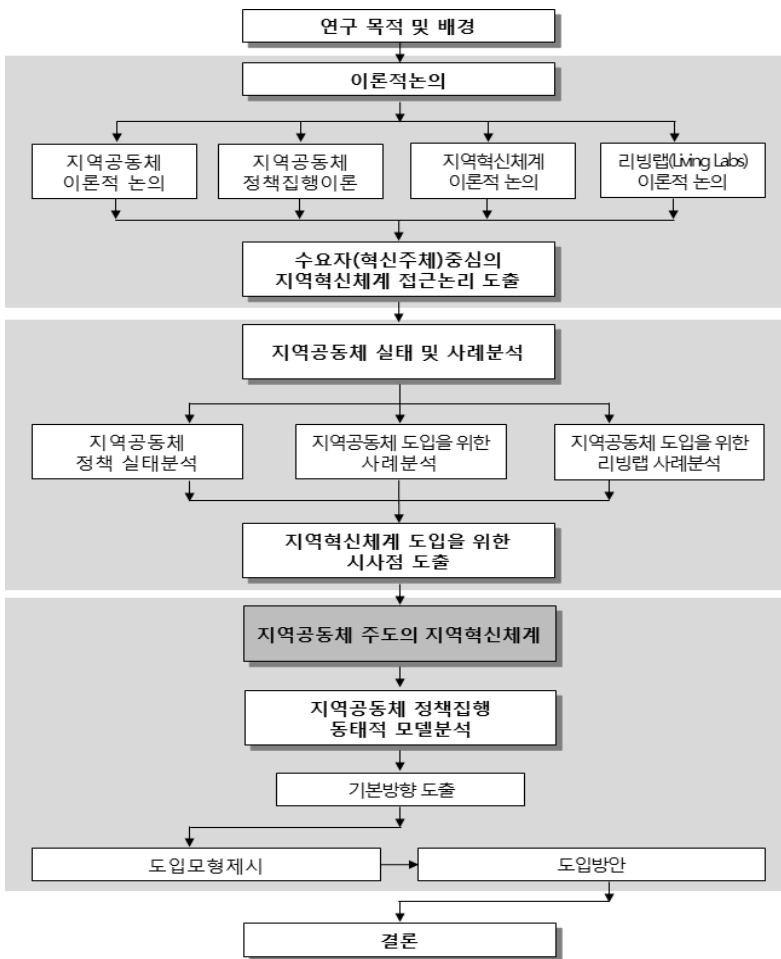 연구 목적 및 배경
이론적논의
지역공동체
이론적 논의
지역공동체
정책집행이론
지역혁신체계
이론적 논의
리빙랩(Living Labs)
이론적 논의
수요자(혁신주체)중심의
지역혁신체계 접근논리 도출
지역공동체 실태 및 사례분석
지역공동체
정책 실태분석
지역공동체 도입을 위한
사례분석
지역공동체 도입을 위한
리빙랩 사례분석
지역혁신체계 도입을 위한
시사점 도출
지역공동체 주도의 지역혁신체계
지역공동체 정책집행
동태적 모델분석
기본방향 도출
도입모형제시
도입방안
결론